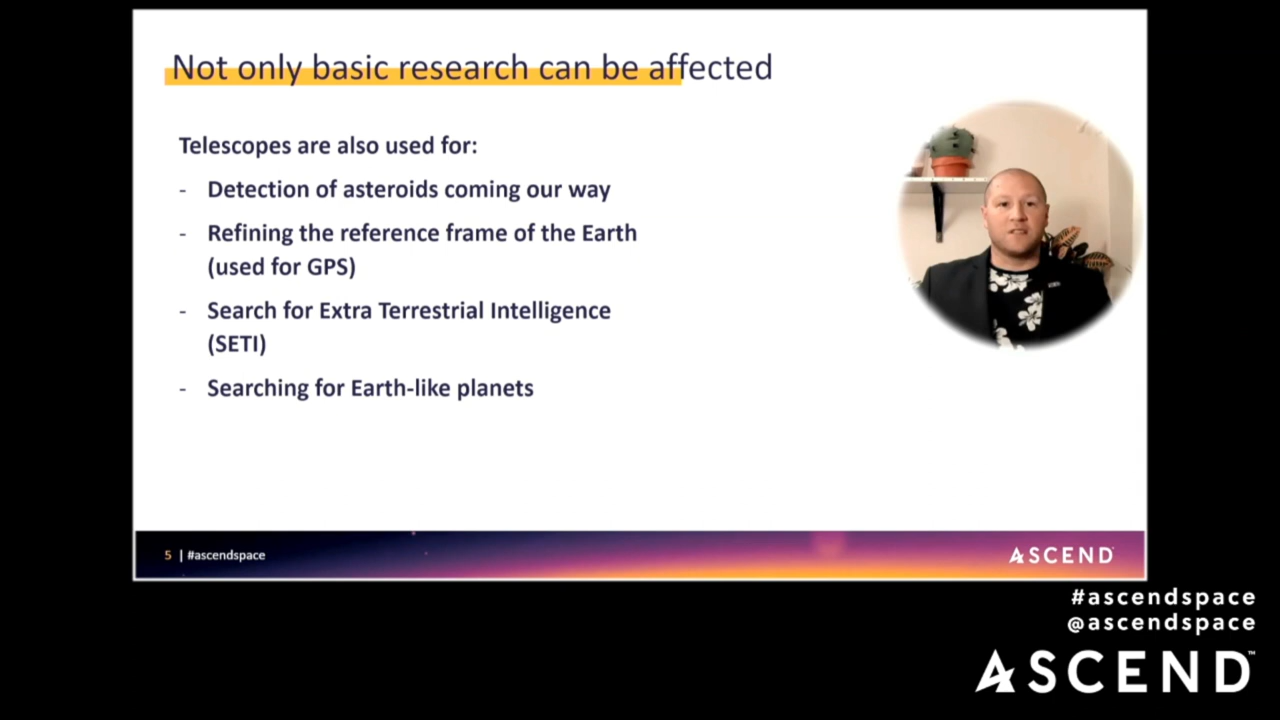 Not only basic research can be affected
Telescopes are also used for:
- Detection of asteroids coming our way
- Refining the reference frame of the Earth
(used for GPS)
- Search for Extra Terrestrial Intelligence
(SETI)
- Searching for Earth-like planets
5 | #ascendspace
ASCEND
#ascendspace
@ascendspace
ASCEND™